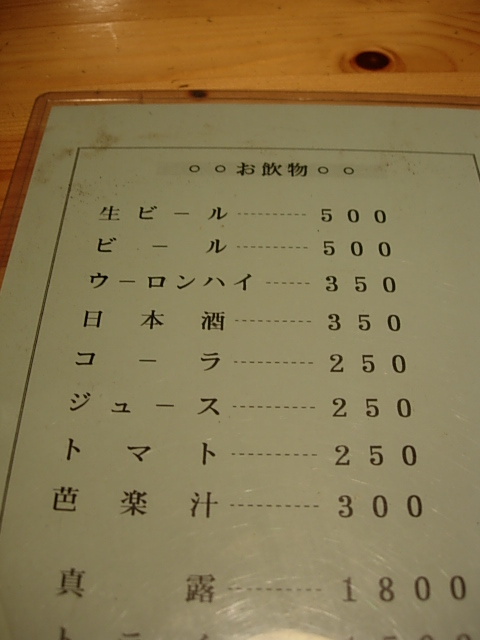 ○○お飲物○○
生ビール 500
ビール 500
ウーロンハイ 350
日本酒 350
コーラ 250
ジュース 250
トマト 250
芭楽汁 300
真露 1800